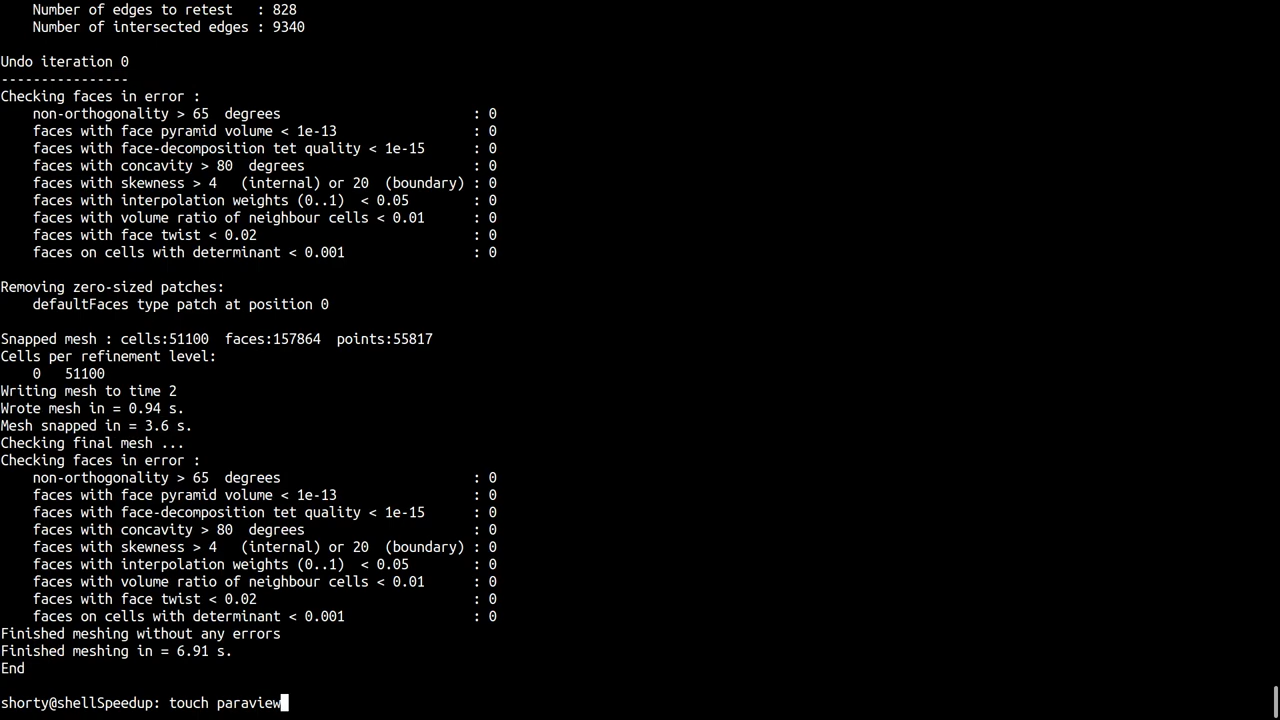 Number of edges to retest   : 828
Number of intersected edges : 9340
Undo iteration 0
----------------
Checking faces in error :
non-orthogonality > 65  degrees                        : 0
faces with face pyramid volume < 1e-13                 : 0
faces with face-decomposition tet quality < 1e-15      : 0
faces with concavity > 80  degrees                     : 0
faces with skewness > 4   (internal) or 20  (boundary) : 0
faces with interpolation weights (0..1)  < 0.05        : 0
faces with volume ratio of neighbour cells < 0.01      : 0
faces with face twist < 0.02                           : 0
faces on cells with determinant < 0.001                : 0
Removing zero-sized patches:
defaultFaces type patch at position 0
Snapped mesh : cells:51100  faces:157864  points:55817
Cells per refinement level:
0   51100
Writing mesh to time 2
Wrote mesh in = 0.94 s.
Mesh snapped in = 3.6 s.
Checking final mesh ...
Checking faces in error :
non-orthogonality > 65  degrees                        : 0
faces with face pyramid volume < 1e-13                 : 0
faces with face-decomposition tet quality < 1e-15      : 0
faces with concavity > 80  degrees                     : 0
faces with skewness > 4   (internal) or 20  (boundary) : 0
faces with interpolation weights (0..1)  < 0.05        : 0
faces with volume ratio of neighbour cells < 0.01      : 0
faces with face twist < 0.02                           : 0
faces on cells with determinant < 0.001                : 0
Finished meshing without any errors
Finished meshing in = 6.91 s.
End
shorty@shellSpeedup: touch paraview